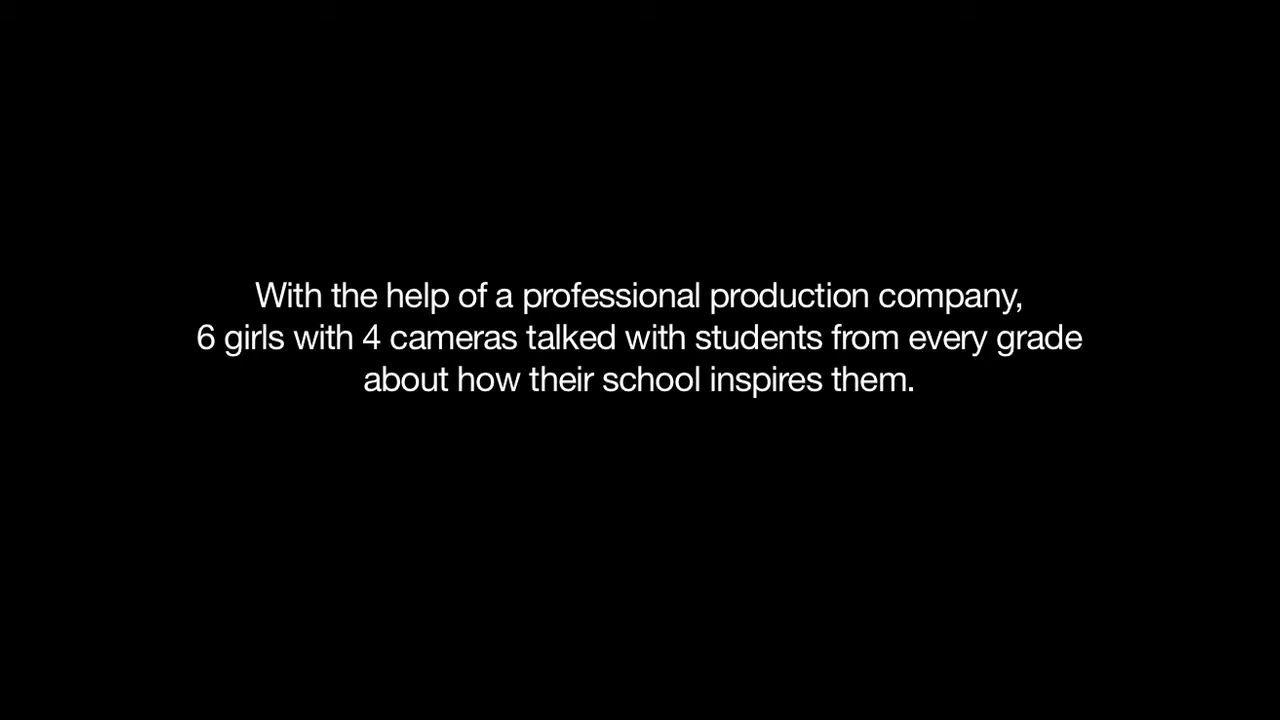 With the help of a professional production company,
6 girls with 4 cameras talked with students from every grade
about how their school inspires them.